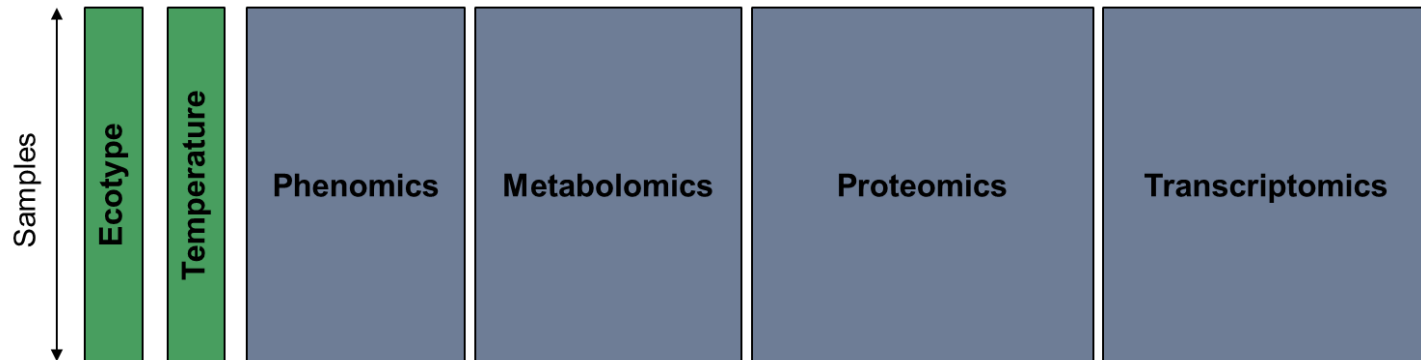 Samples
Ecotype
Temperature
Phenomics
Metabolomics
Proteomics
Transcriptomics